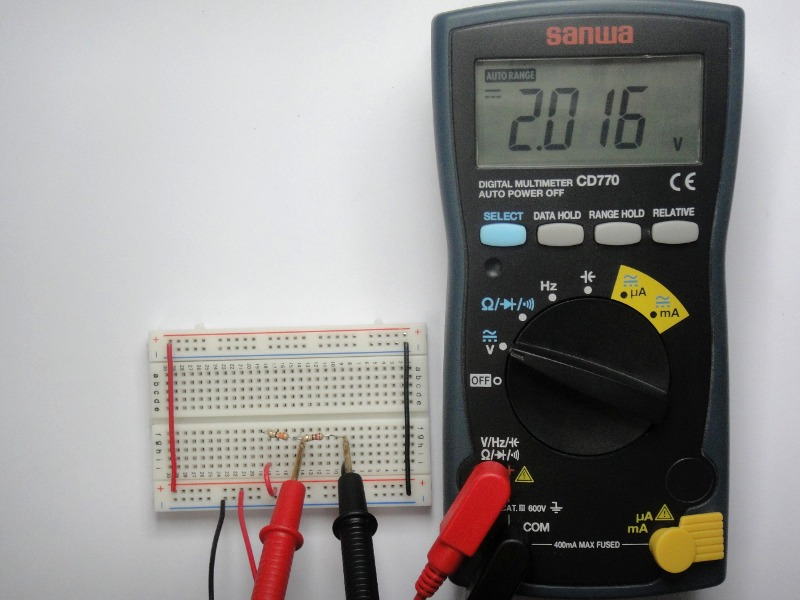 sanwa
AUTO RANGE
2.016 V
DIGITAL MULTIMETER CD770
AUTO POWER OFF
CE
SELECT DATA HOLD RANGE HOLD RELATIVE
Hz
Ω/
µA
mA
V
OFF
V/Hz/
Ω/
CAT. III 600V
COM
µA
mA
400mA MAX FUSED
a b c d e
a b c d e
f g h i j